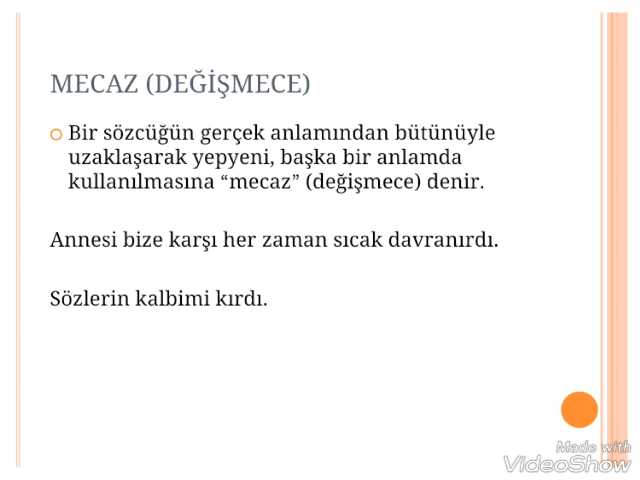 MECAZ (DEĞİŞMECE)
Bir sözcüğün gerçek anlamından bütünüyle
uzaklaşarak yepyeni, başka bir anlamda
kullanılmasına “mecaz” (değişmece) denir.
Annesi bize karşı her zaman sıcak davranırdı.
Sözlerin kalbimi kırdı.
Made with
VideoShow